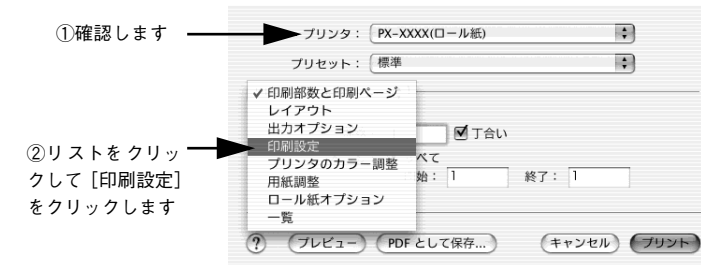 ①確認します
プリンタ： PX-XXXX(ロール紙)
プリセット： 標準
✓ 印刷部数と印刷ページ
レイアウト
出力オプション
丁合い
②リストをクリッ
クして［印刷設定］
をクリックします
印刷設定
プリンタのカラー調整
べて
用紙調整
始： 1 終了： 1
ロール紙オプション
一覧
? プレビュー PDF として保存... キャンセル プリント